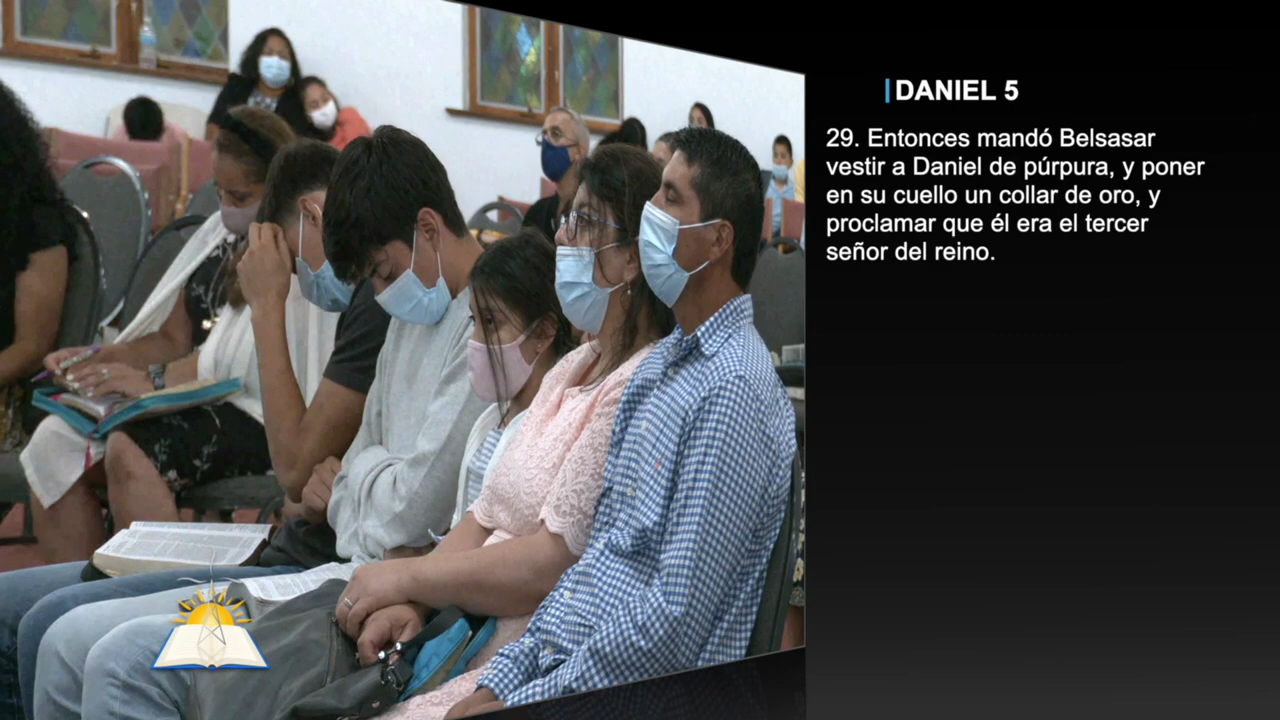 DANIEL 5
29. Entonces mandó Belsasar
vestir a Daniel de púrpura, y poner
en su cuello un collar de oro, y
proclamar que él era el tercer
señor del reino.